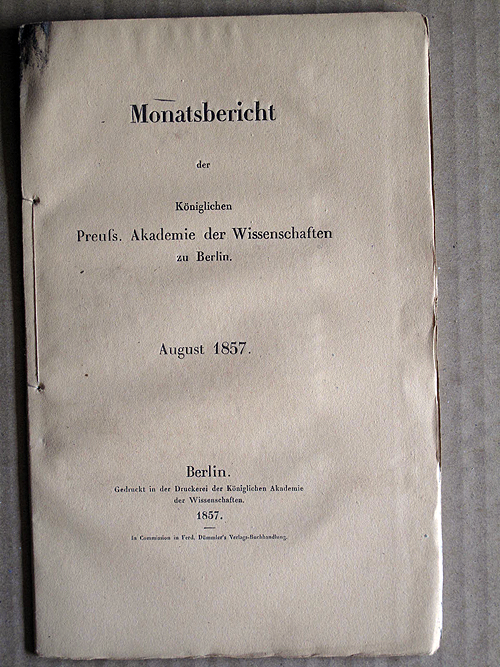 Monatsbericht
der
Königlichen
Preuſs. Akademie der Wissenschaften
zu Berlin.
August 1857.
Berlin.
Gedruckt in der Druckerei der Königlichen Akademie
der Wissenschaften.
1857.
In Commission in Ferd. Dümmler's Verlags-Buchhandlung.